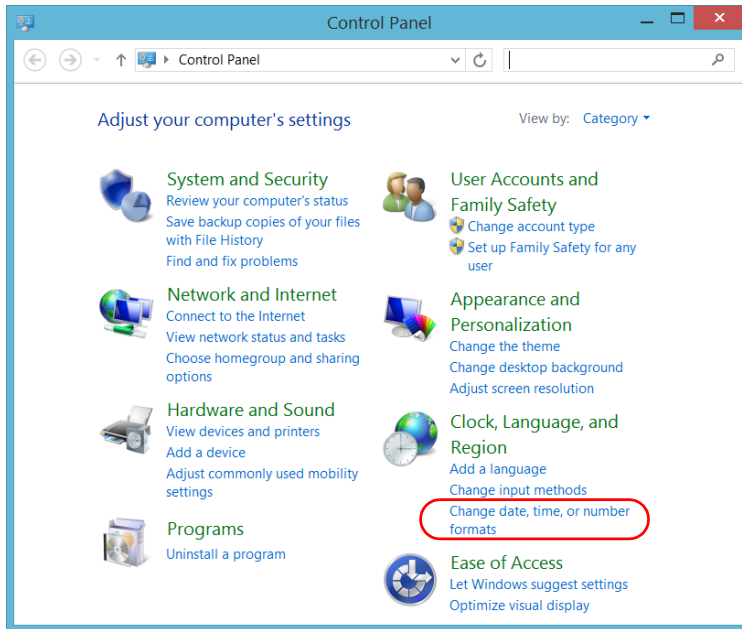 Control Panel
Control Panel
Adjust your computer's settings
View by: Category
System and Security
Review your computer's status
Save backup copies of your files
with File History
Find and fix problems
Network and Internet
Connect to the Internet
View network status and tasks
Choose homegroup and sharing
options
Hardware and Sound
View devices and printers
Add a device
Adjust commonly used mobility
settings
Programs
Uninstall a program
User Accounts and
Family Safety
Change account type
Set up Family Safety for any
user
Appearance and
Personalization
Change the theme
Change desktop background
Adjust screen resolution
Clock, Language, and
Region
Add a language
Change input methods
Change date, time, or number
formats
Ease of Access
Let Windows suggest settings
Optimize visual display